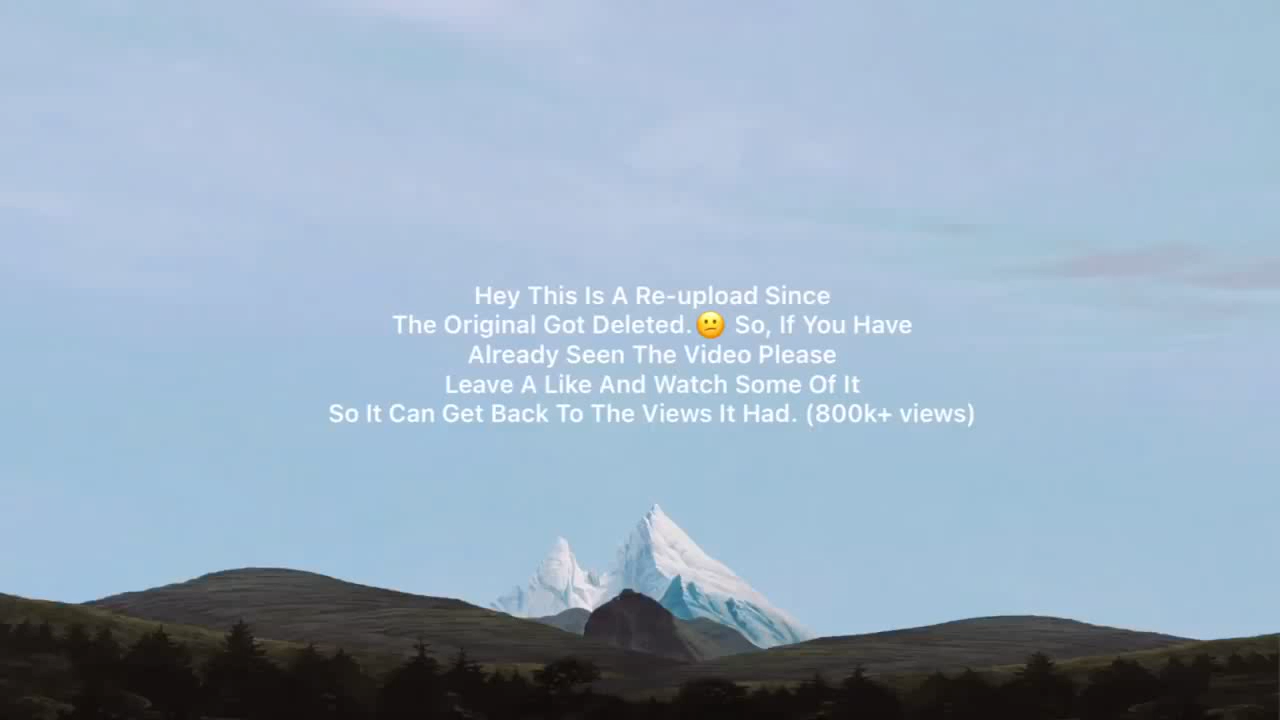 Hey This Is A Re-upload Since
The Original Got Deleted.😕 So, If You Have
Already Seen The Video Please
Leave A Like And Watch Some Of It
So It Can Get Back To The Views It Had. (800k+ views)